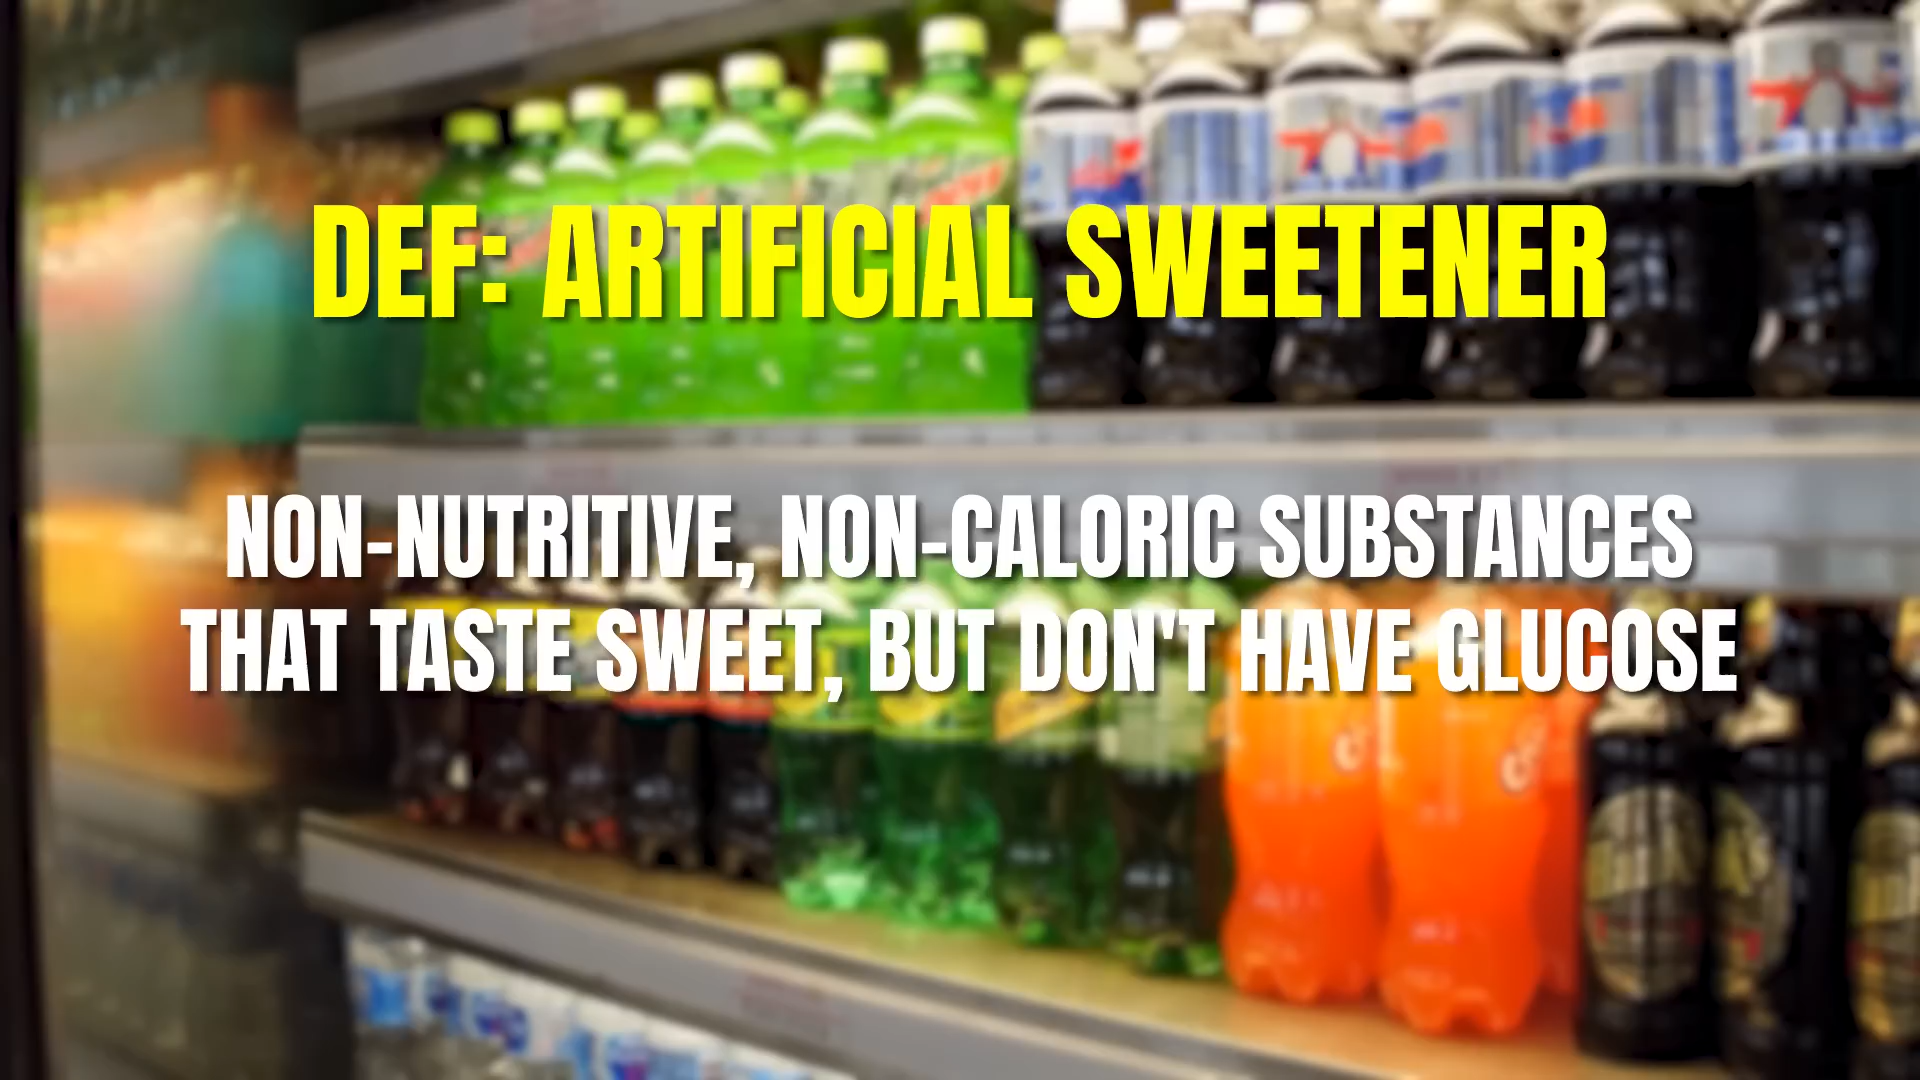 DEF: ARTIFICIAL SWEETENER
NON-NUTRITIVE, NON-CALORIC SUBSTANCES
THAT TASTE SWEET, BUT DON'T HAVE GLUCOSE